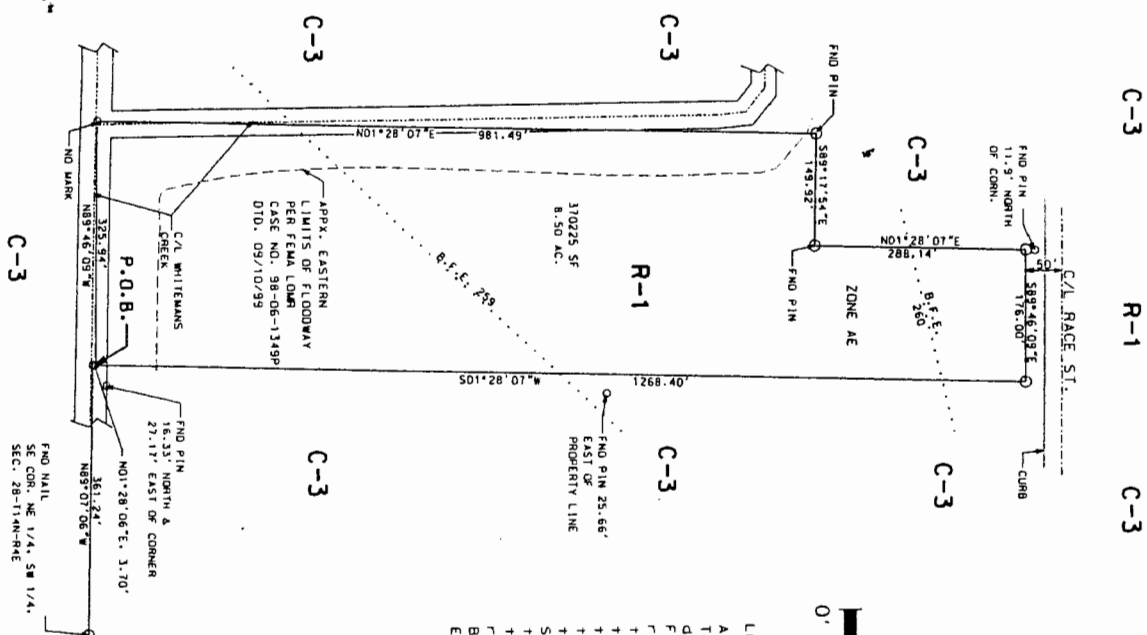 C-3
R-1
C-3
C/L RACE ST.
50'
CURB
FND PIN
11.9' NORTH
OF CORN.
S89°46'09"E
176.00'
C-3
C-3
C-3
FND PIN
C-3
N01°28'07"E
288.14'
B.F.E.
260'
ZONE AE
S89°17'54"E
149.92'
FND PIN
N01°28'07"E 981.49'
370225 SF
8.50 AC.
R-1
S01°28'07"W 1268.40'
FND PIN 25.66'
EAST OF
PROPERTY LINE
C-3
B.F.E. 259
APPX. EASTERN
LIMITS OF FLOODWAY
PER FEMA LOMR
CASE NO. 98-06-1349P
DTD. 09/10/99
C-3
C-3
C/L WHITEMANS
CREEK
NO MARK
325.94'
N89°46'09"W
P.O.B.
FND PIN
16.33' NORTH &
27.17' EAST OF CORNER
N01°28'06"E, 3.70'
361.24'
N89°07'06"W
FND NAIL
SE COR. NE 1/4, SW 1/4,
SEC. 28-T14N-R4E
C-3
0'